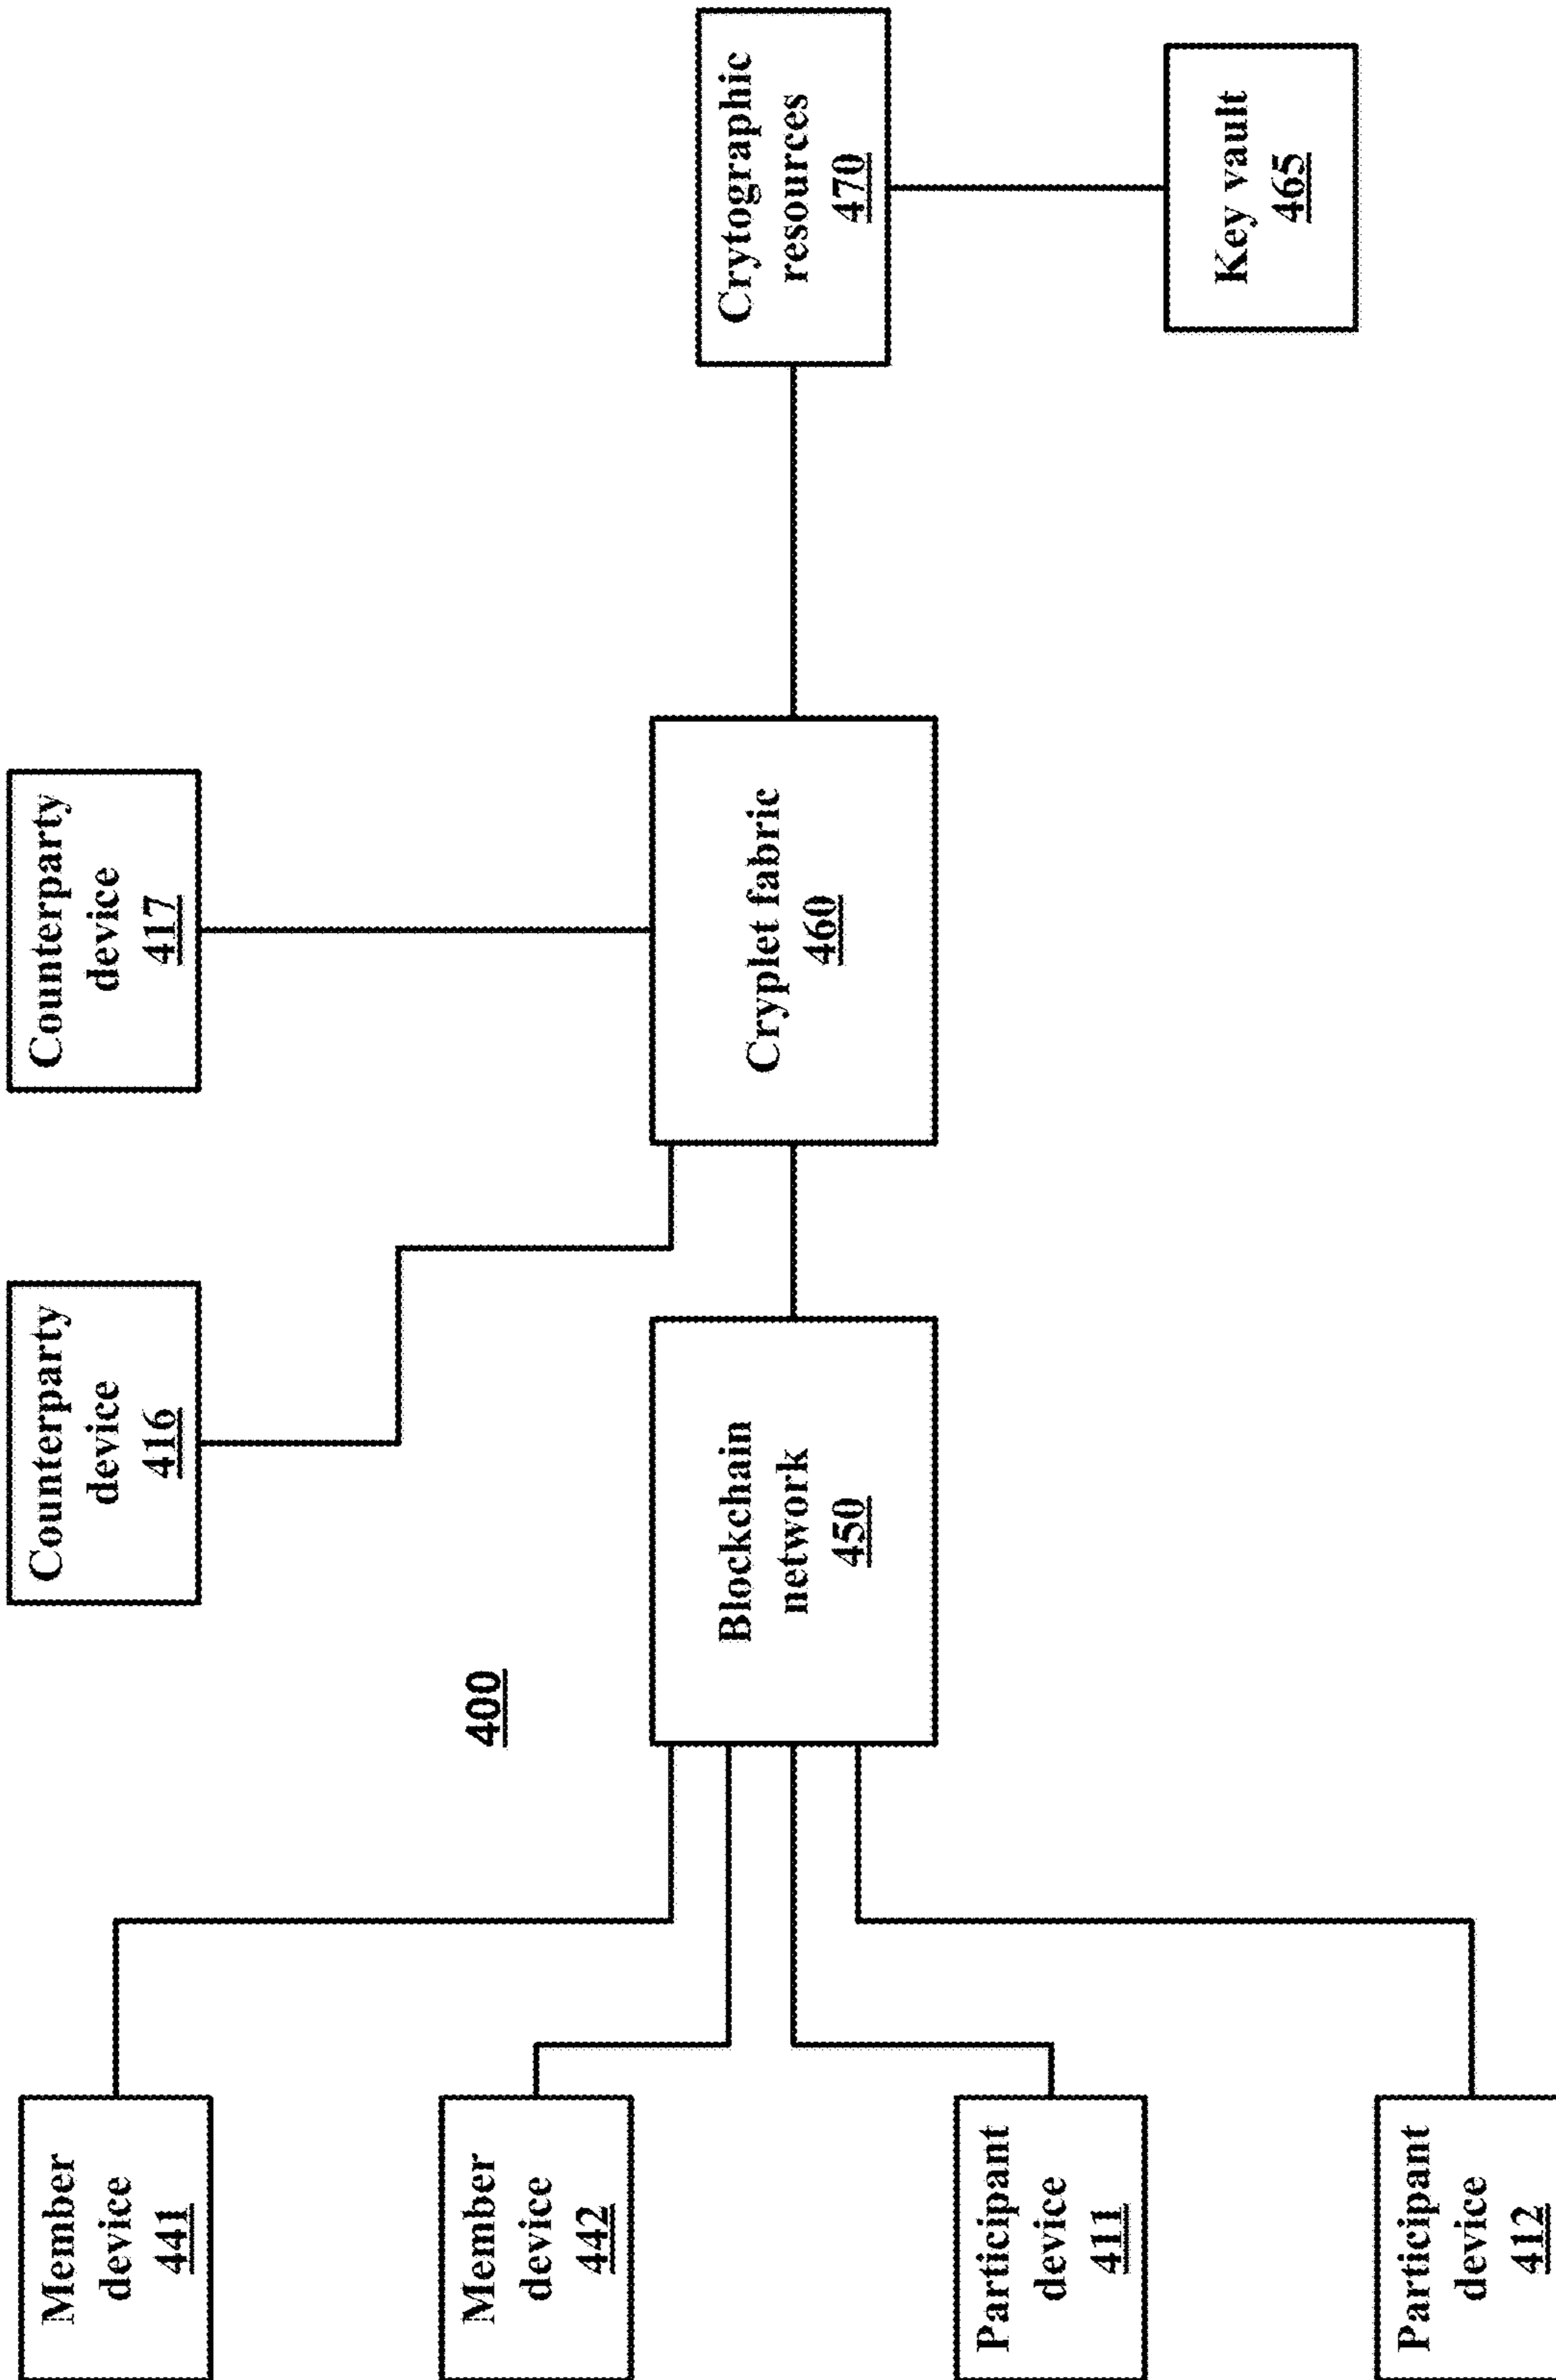 Counterparty
device
416
Counterparty
device
417
400
Member
device
441
Member
device
442
Participant
device
411
Participant
device
412
Blockchain
network
450
Cryplet fabric
460
Crytographic
resources
470
Key vault
465